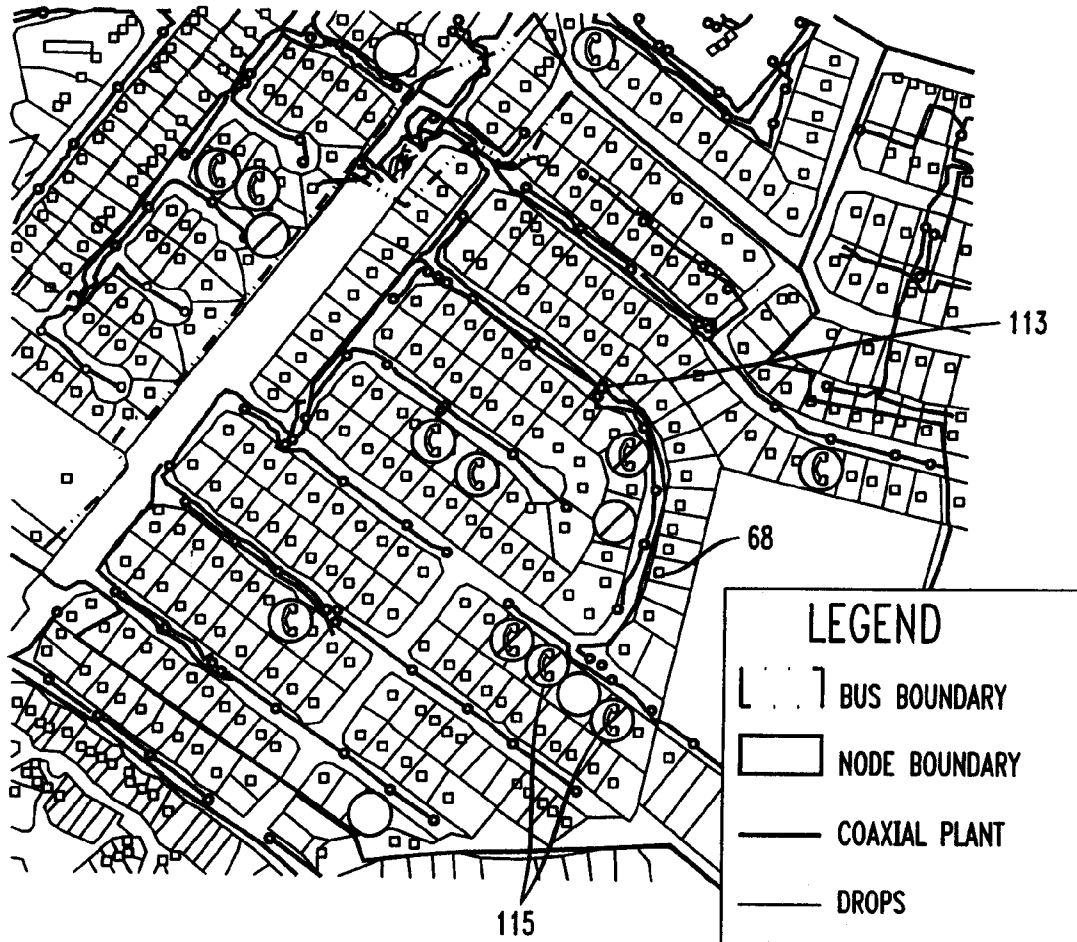 113
68
LEGEND
BUS BOUNDARY
NODE BOUNDARY
COAXIAL PLANT
DROPS
115